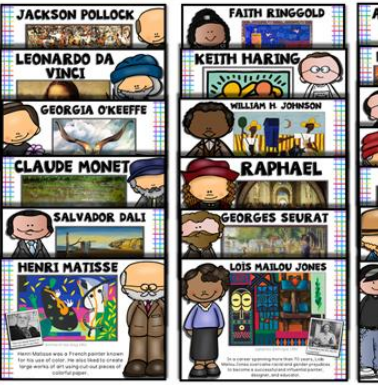 JACKSON POLLOCK
LEONARDO DA
VINCI
GEORGIA O'KEEFFE
CLAUDE MONET
SALVADOR DALI
HENRI MATISSE
Henri Matisse was a French painter known
for his use of color. He also liked to create
large works of art using cut-out pieces of
colorful paper.
FAITH RINGGOLD
KEITH HARING
WILLIAM H. JOHNSON
RAPHAEL
GEORGES SEURAT
LOIS MAILOU JONES
In a career spanning more than 70 years, Lois
Mailou Jones overcame racial and gender prejudices
to become a successful and influential painter,
designer, and educator.